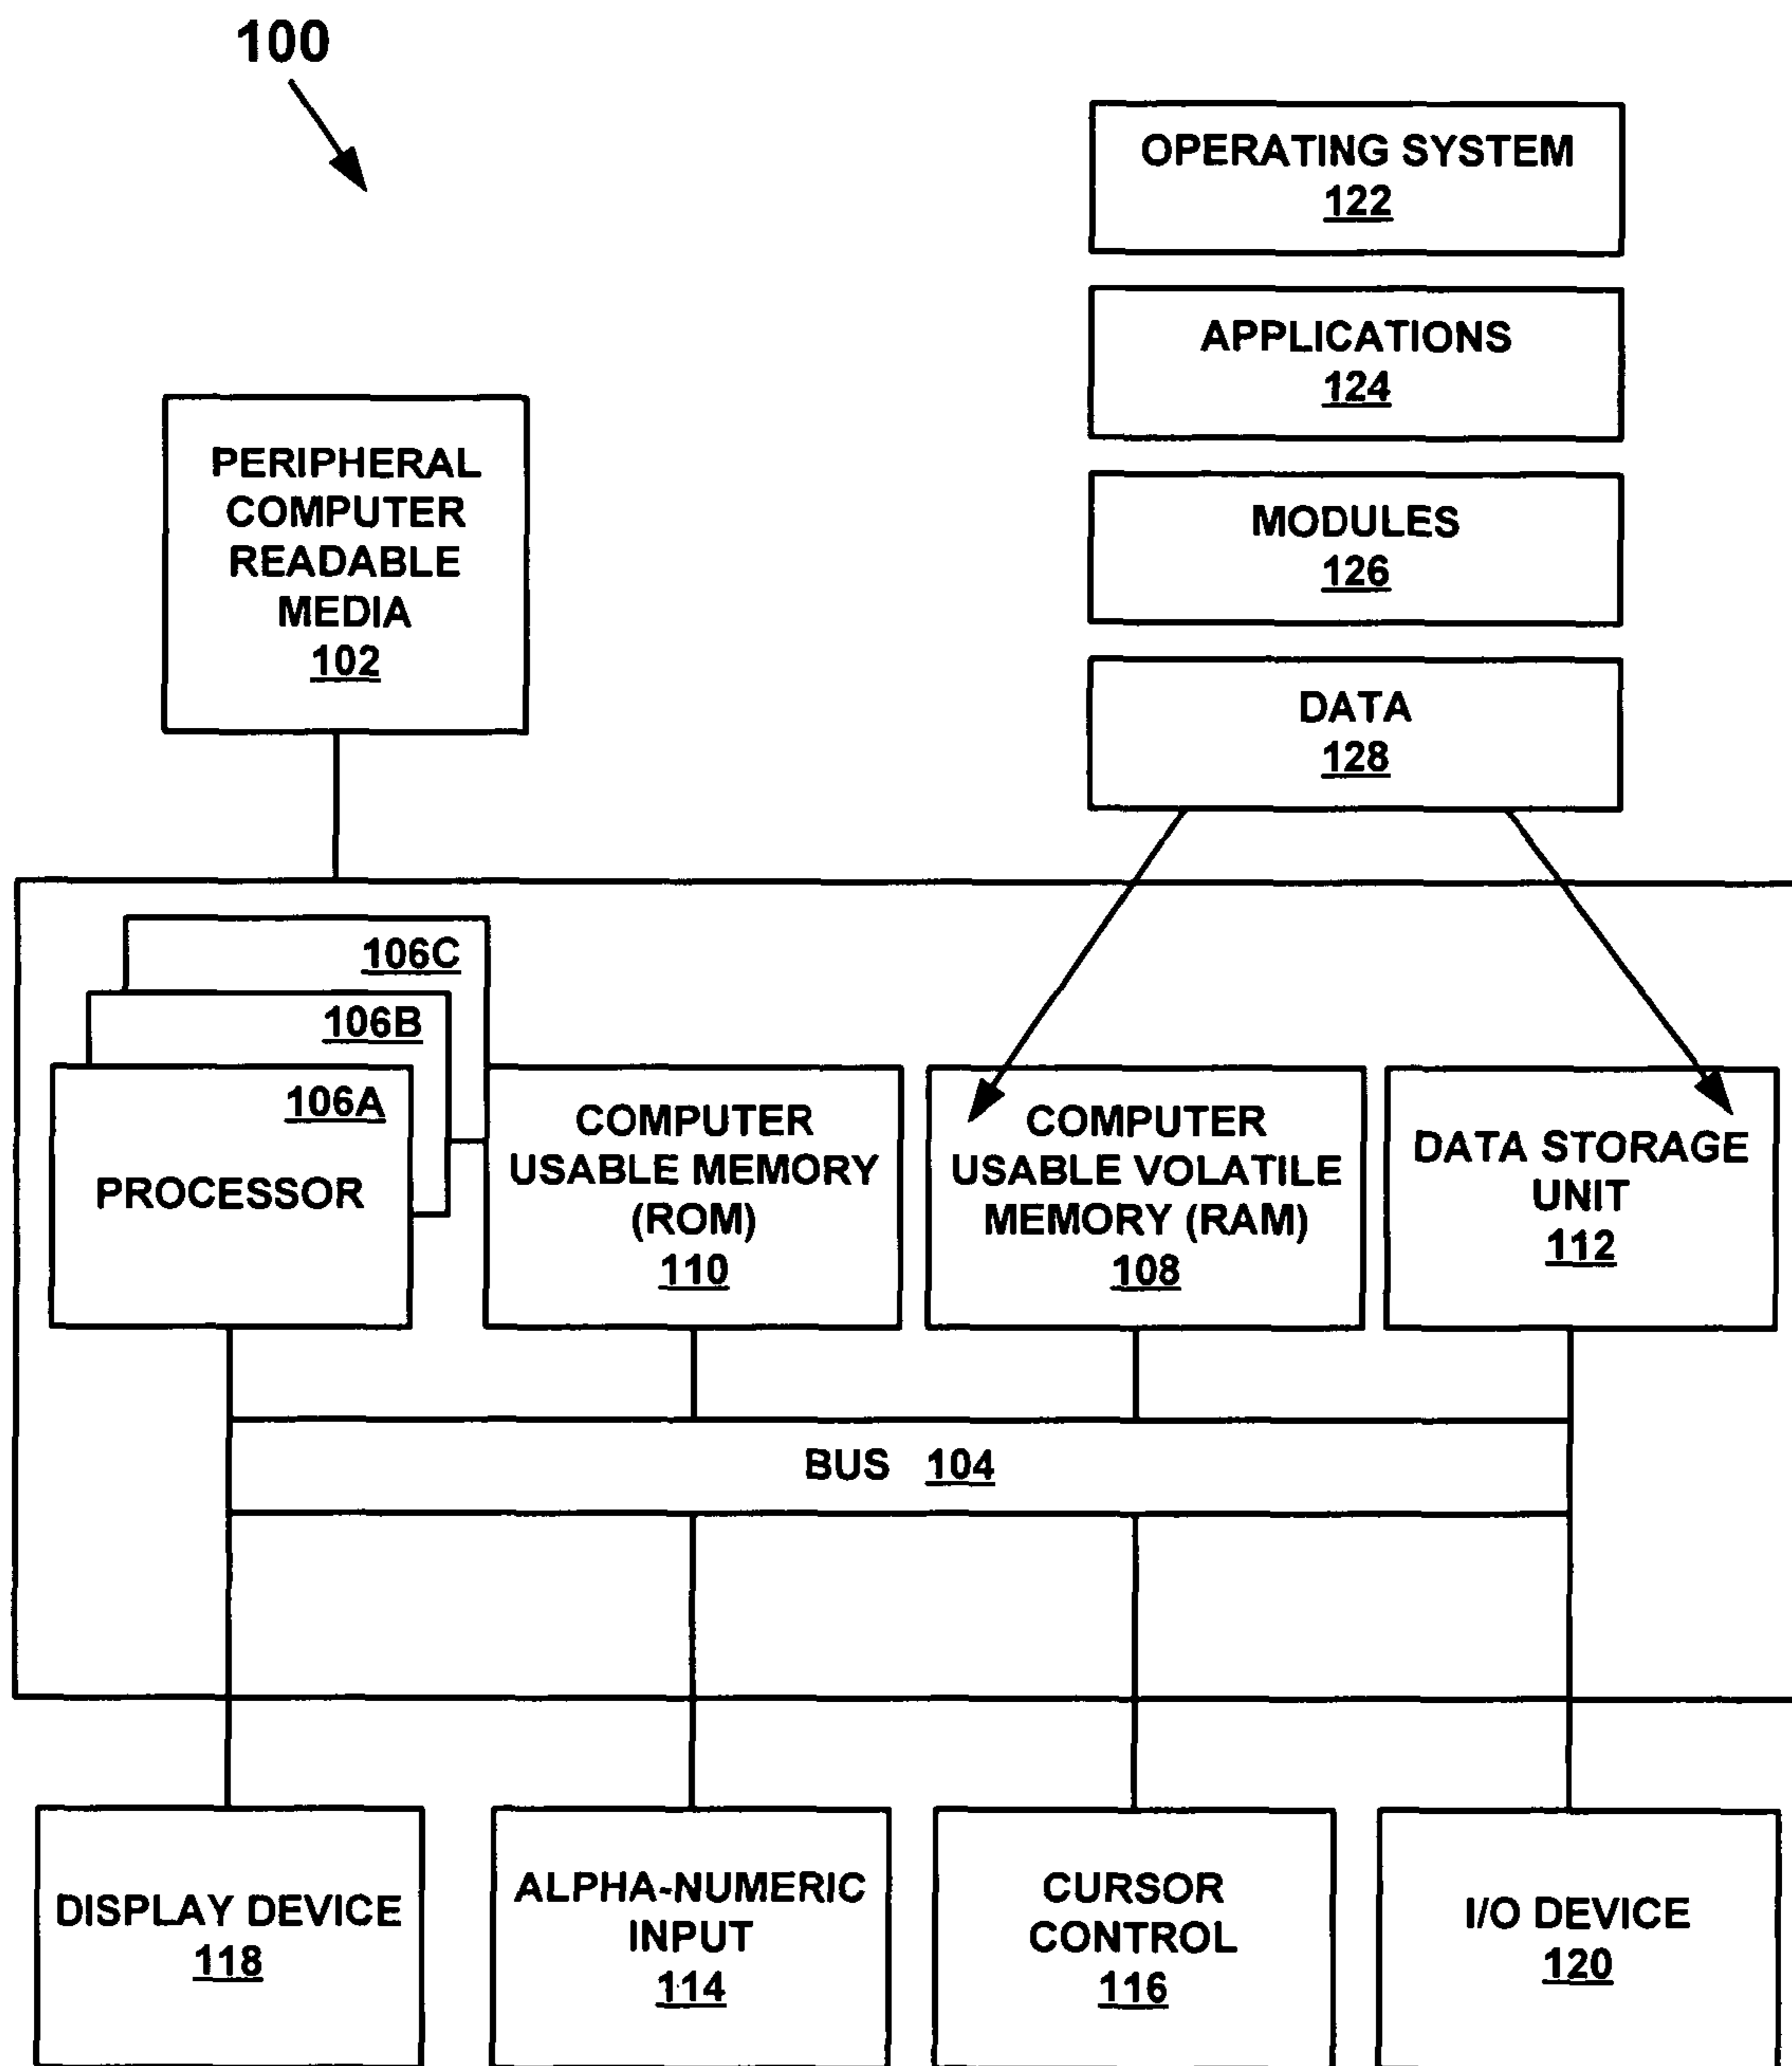 100
OPERATING SYSTEM
122
APPLICATIONS
124
PERIPHERAL
COMPUTER
READABLE
MEDIA
102
MODULES
126
DATA
128
106C
106B
106A
PROCESSOR
COMPUTER
USABLE MEMORY
(ROM)
110
COMPUTER
USABLE VOLATILE
MEMORY (RAM)
108
DATA STORAGE
UNIT
112
BUS 104
DISPLAY DEVICE
118
ALPHA-NUMERIC
INPUT
114
CURSOR
CONTROL
116
I/O DEVICE
120